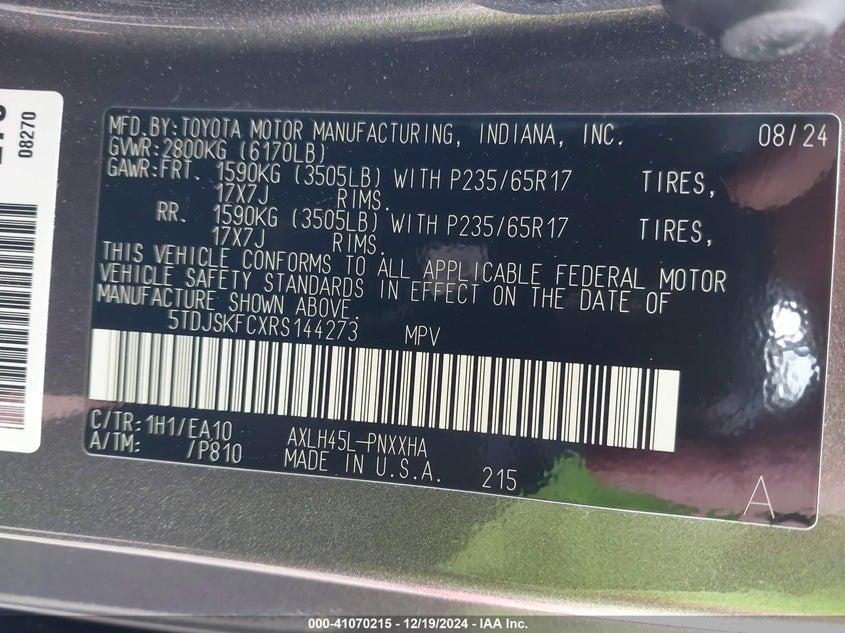 08270
MFD.BY:TOYOTA MOTOR MANUFACTURING, INDIANA, INC. 08/24
GVWR:2800KG (6170LB)
GAWR:FRT. 1590KG (3505LB) WITH P235/65R17 TIRES,
17X7J RIMS.
RR. 1590KG (3505LB) WITH P235/65R17 TIRES,
17X7J RIMS.
THIS VEHICLE CONFORMS TO ALL APPLICABLE FEDERAL MOTOR
VEHICLE SAFETY STANDARDS IN EFFECT ON THE DATE OF
MANUFACTURE SHOWN ABOVE.
5TDJSKFCXRS144273 MPV
C/TR:1H1/EA10 AXLH45L-PNXXHA
A/TM: /P810 MADE IN U.S.A. 215
A
000-41070215 - 12/19/2024 - IAA Inc.